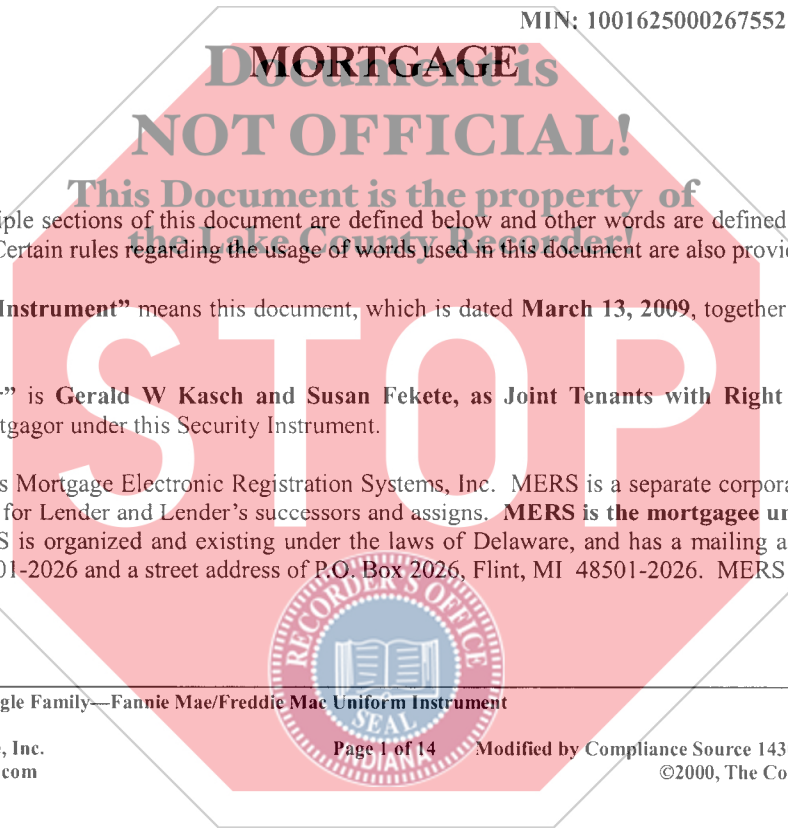 MIN: 1001625000267552
MORTGAGE
Document is
NOT OFFICIAL!
This Document is the property of
the Lake County Recorder!
iple sections of this document are defined below and other words are defined
Certain rules regarding the usage of words used in this document are also provi
Instrument” means this document, which is dated March 13, 2009, together
” is Gerald W Kasch and Susan Fekete, as Joint Tenants with Right
tgagor under this Security Instrument.
s Mortgage Electronic Registration Systems, Inc. MERS is a separate corpora
for Lender and Lender’s successors and assigns. MERS is the mortgagee un
S is organized and existing under the laws of Delaware, and has a mailing a
01-2026 and a street address of P.O. Box 2026, Flint, MI 48501-2026. MERS
STOP
RECORDER'S OFFICE
SEAL
INDIANA
gle Family—Fannie Mae/Freddie Mac Uniform Instrument
, Inc.
Page 1 of 14
Modified by Compliance Source 143
com
©2000, The Co